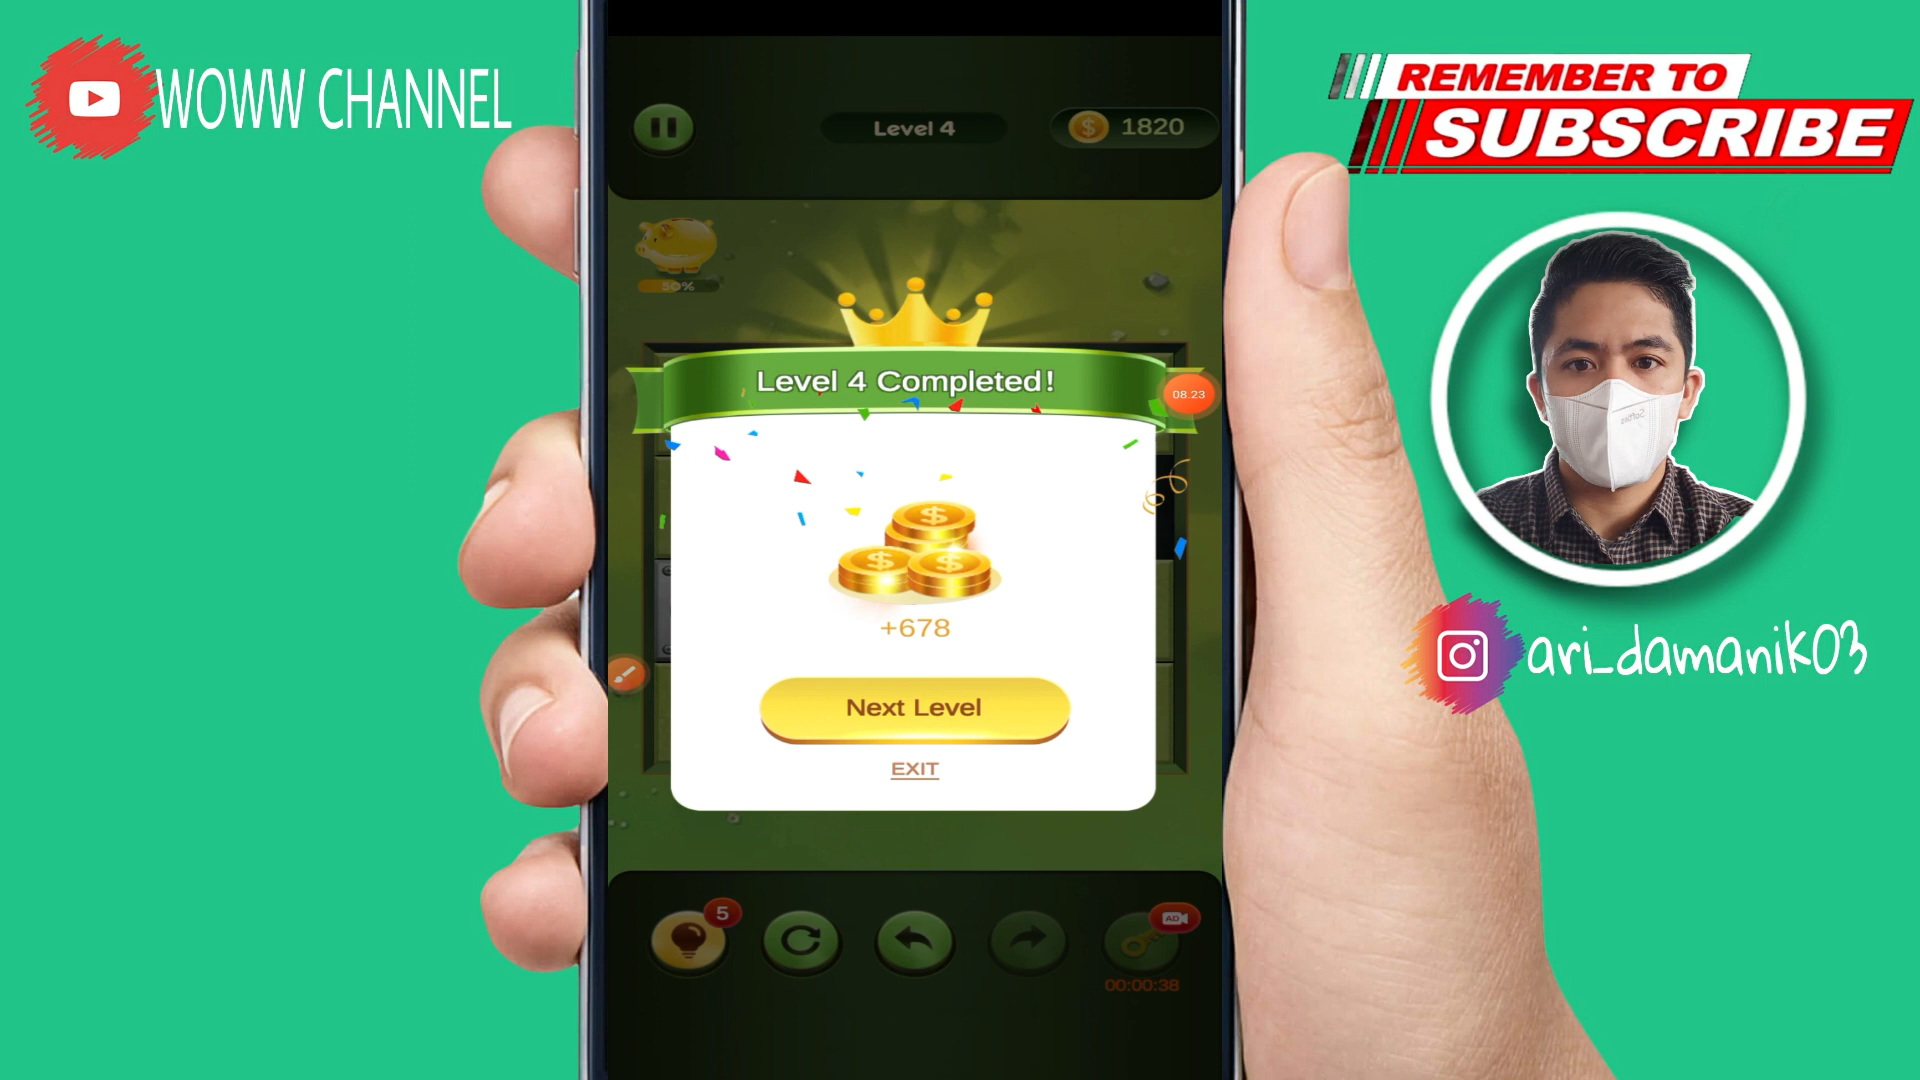 WOWW CHANNEL
REMEMBER TO
SUBSCRIBE
Level 4
1820
50%
Level 4 Completed!
08.23
+678
Next Level
EXIT
ari_damanik03
5
AD
00:00:38